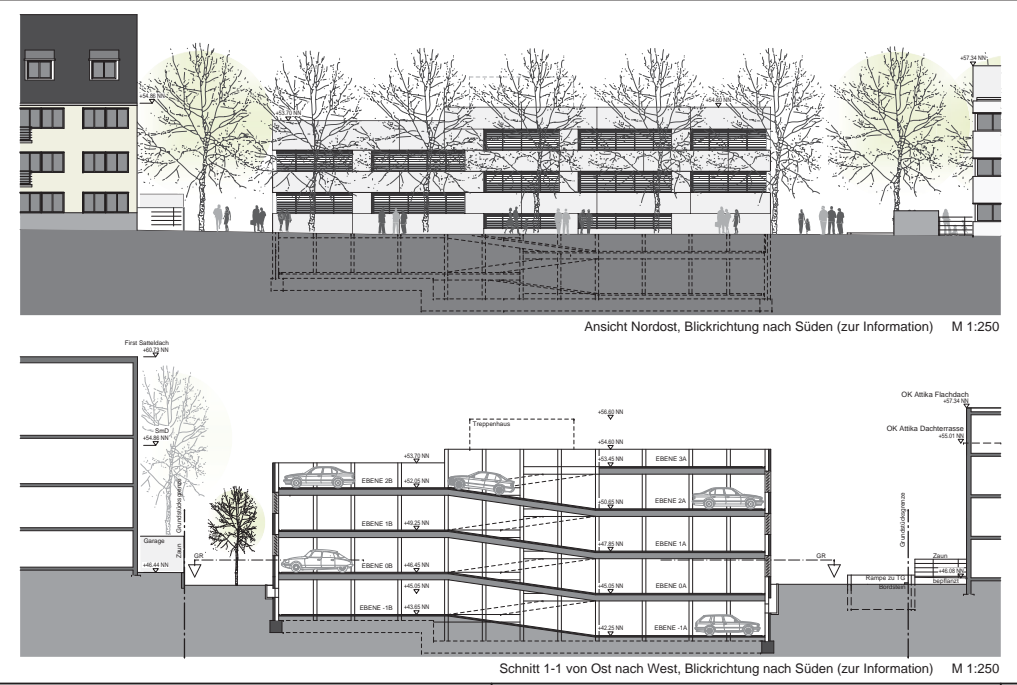 +57.34 NN
+54.86 NN
+54.60 NN
+53.70 NN
Ansicht Nordost, Blickrichtung nach Süden (zur Information) M 1:250
First Satteldach
+60.73 NN
OK Attika Flachdach
+57.34 NN
+56.60 NN
Treppenhaus
SmD
+54.86 NN
OK Attika Dachterrasse
+55.01 NN
+54.60 NN
+53.70 NN
+53.45 NN
EBENE 3A
EBENE 2B
+52.05 NN
+50.65 NN
EBENE 2A
Grundstücksgrenze
Grundstücksgrenze
EBENE 1B
+49.25 NN
Garage
Zaun
+47.85 NN
EBENE 1A
GR
GR
Zaun
+46.44 NN
EBENE 0B
+46.45 NN
+46.06 NN
Rampe zu TG
bepflanzt
Bordstein
+45.05 NN
+45.05 NN
EBENE 0A
EBENE -1B
+43.65 NN
+42.25 NN
EBENE -1A
Schnitt 1-1 von Ost nach West, Blickrichtung nach Süden (zur Information) M 1:250